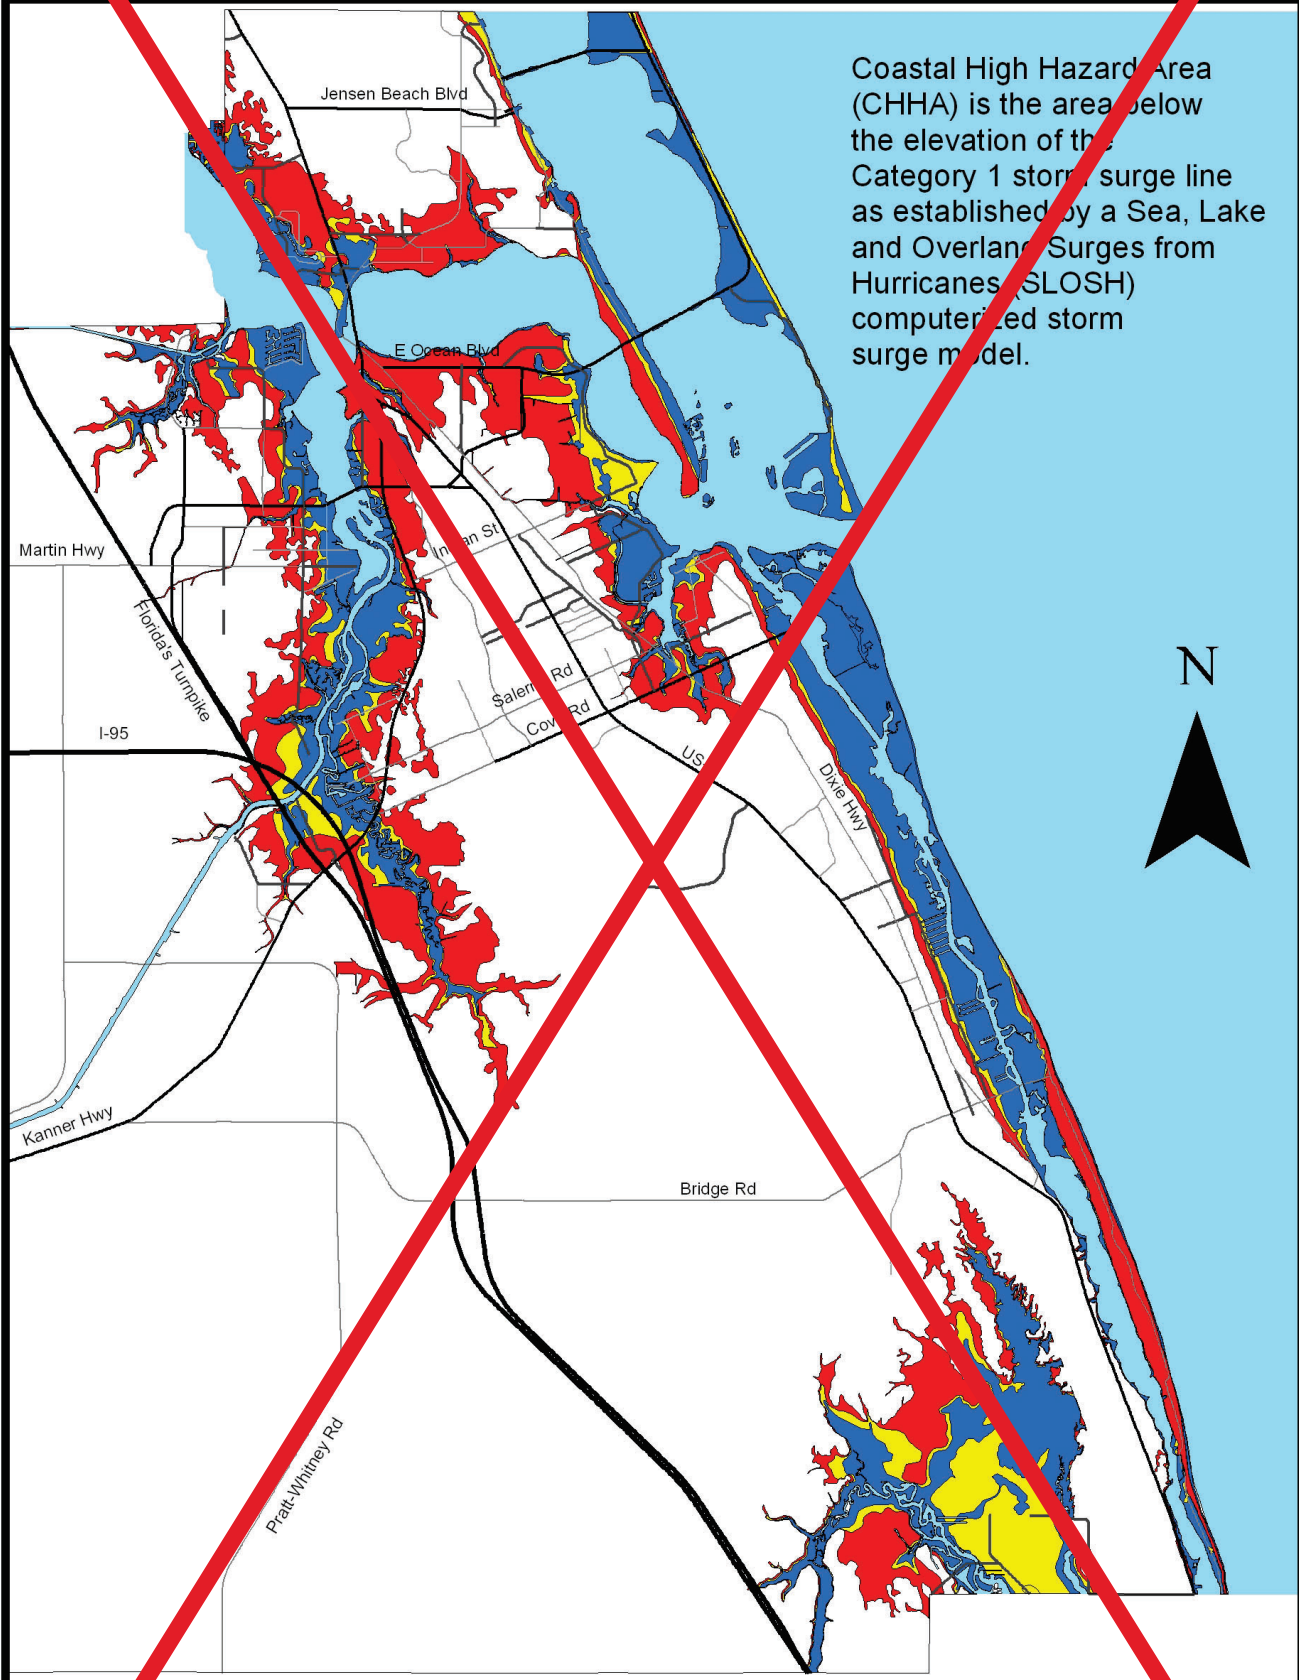 Coastal High Hazard Area
(CHHA) is the area below
the elevation of the
Category 1 storm surge line
as established by a Sea, Lake
and Overland Surges from
Hurricanes (SLOSH)
computerized storm
surge model.
Jensen Beach Blvd
E Ocean Blvd
Martin Hwy
Indian St
Florida's Turnpike
N
Salerno Rd
Cove Rd
I-95
US
Dixie Hwy
Kanner Hwy
Bridge Rd
Pratt-Whitney Rd